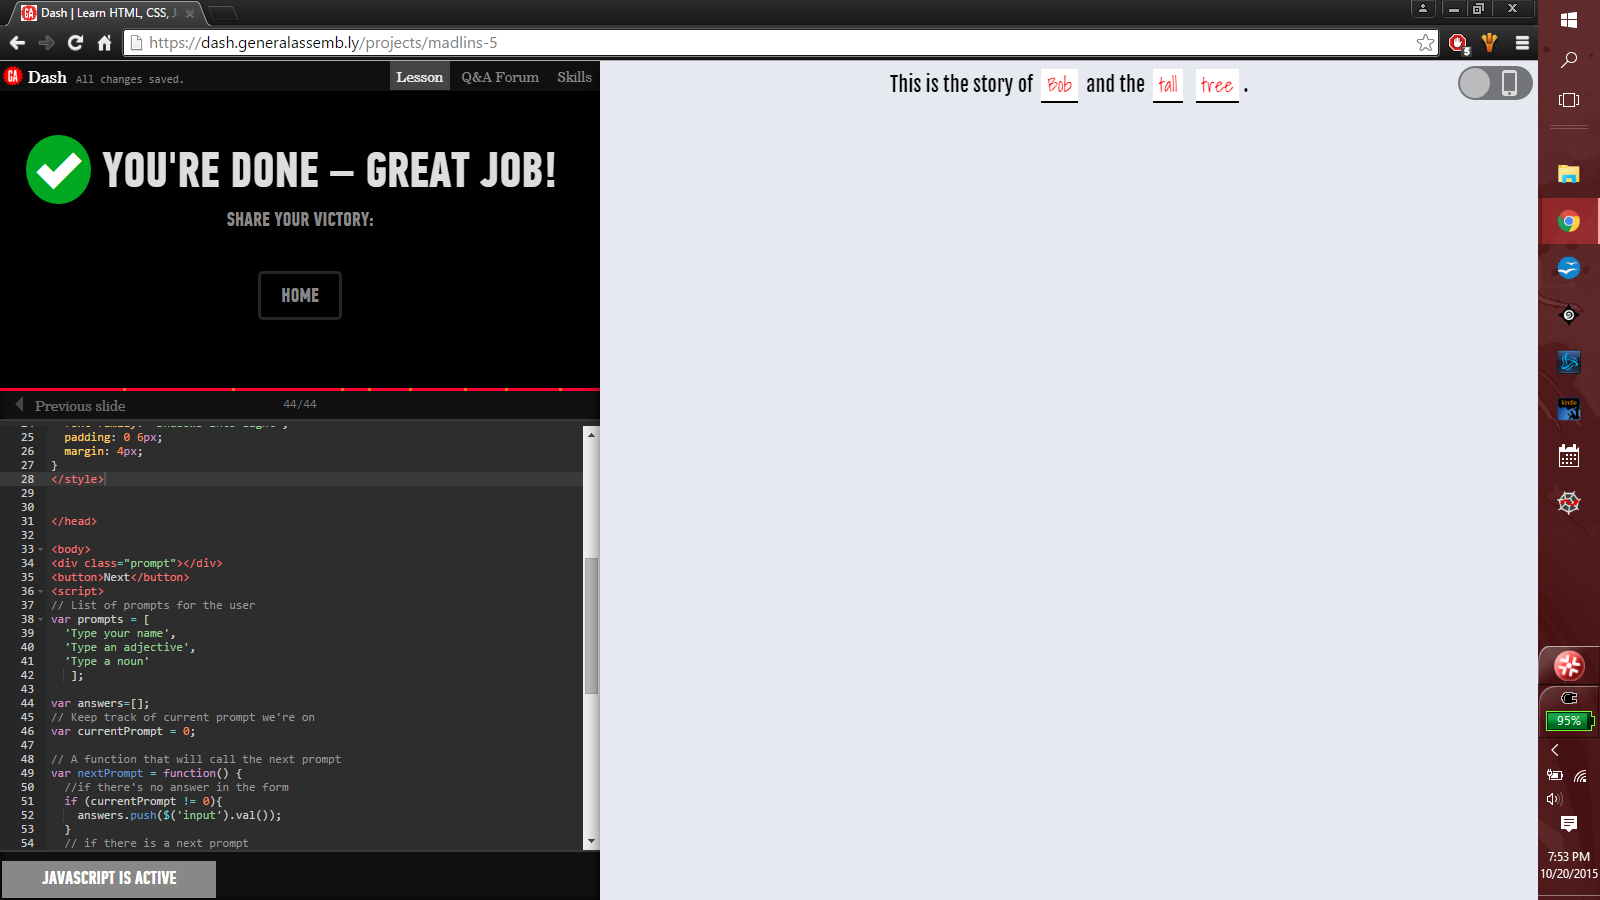 Dash | Learn HTML, CSS, J
https://dash.generalassemb.ly/projects/madlins-5
5
GA Dash All changes saved. Lesson Q&A Forum Skills
YOU'RE DONE – GREAT JOB!
SHARE YOUR VICTORY:
HOME
Previous slide 44/44
25 padding: 0 6px;
26 margin: 4px;
27 }
28 </style>
29
30
31 </head>
32
33 <body>
34 <div class="prompt"></div>
35 <button>Next</button>
36 <script>
37 // List of prompts for the user
38 var prompts = [
39 'Type your name',
40 'Type an adjective',
41 'Type a noun'
42 ];
43
44 var answers=[];
45 // Keep track of current prompt we're on
46 var currentPrompt = 0;
47
48 // A function that will call the next prompt
49 var nextPrompt = function() {
50 //if there's no answer in the form
51 if (currentPrompt != 0){
52 answers.push($('input').val());
53 }
54 // if there is a next prompt
JAVASCRIPT IS ACTIVE
This is the story of Bob and the tall tree .
kindle
95%
7:53 PM
10/20/2015